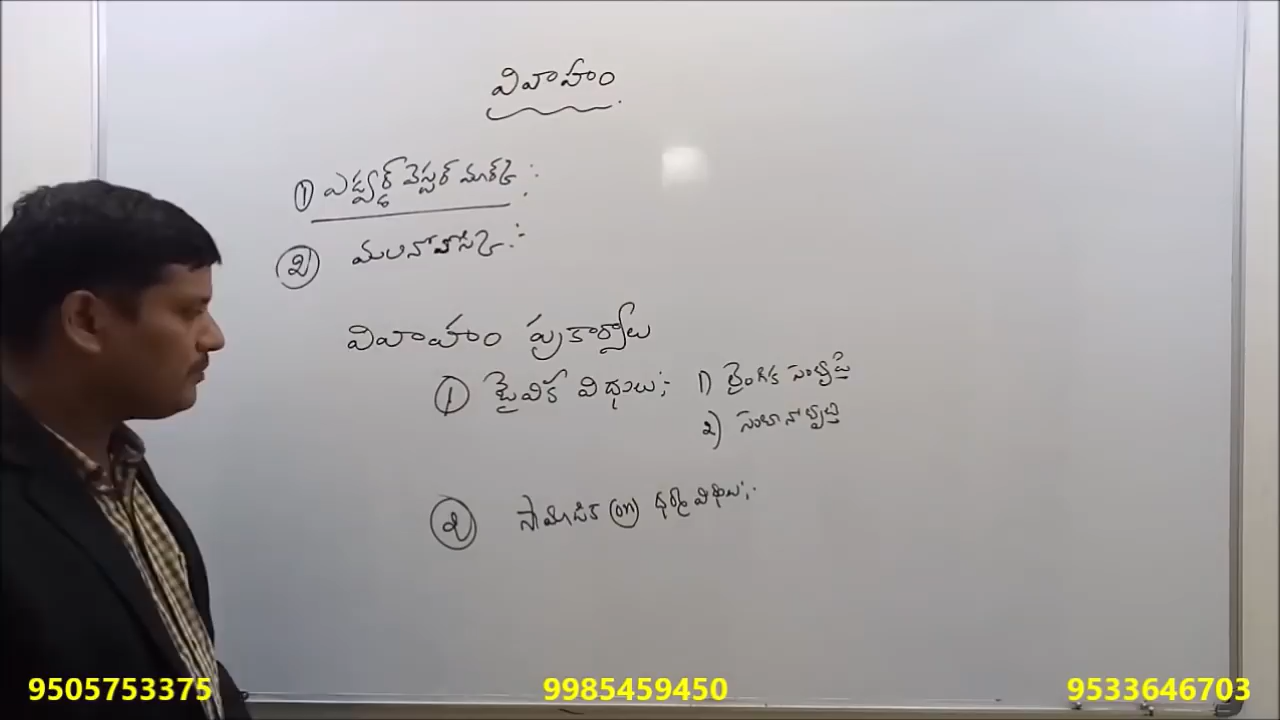 వివాహం
① ఎడ్వర్డ్ వెస్టర్ మార్క్ :-
② మలినోవోస్కి :-
వివాహం ప్రకార్యాలు
① జైవిక విధులు :- 1) లైంగిక సంతృప్తి
2) సంతానోత్పత్తి
② సామాజిక (or) ధర్మ విధులు :-
9505753375 9985459450 9533646703